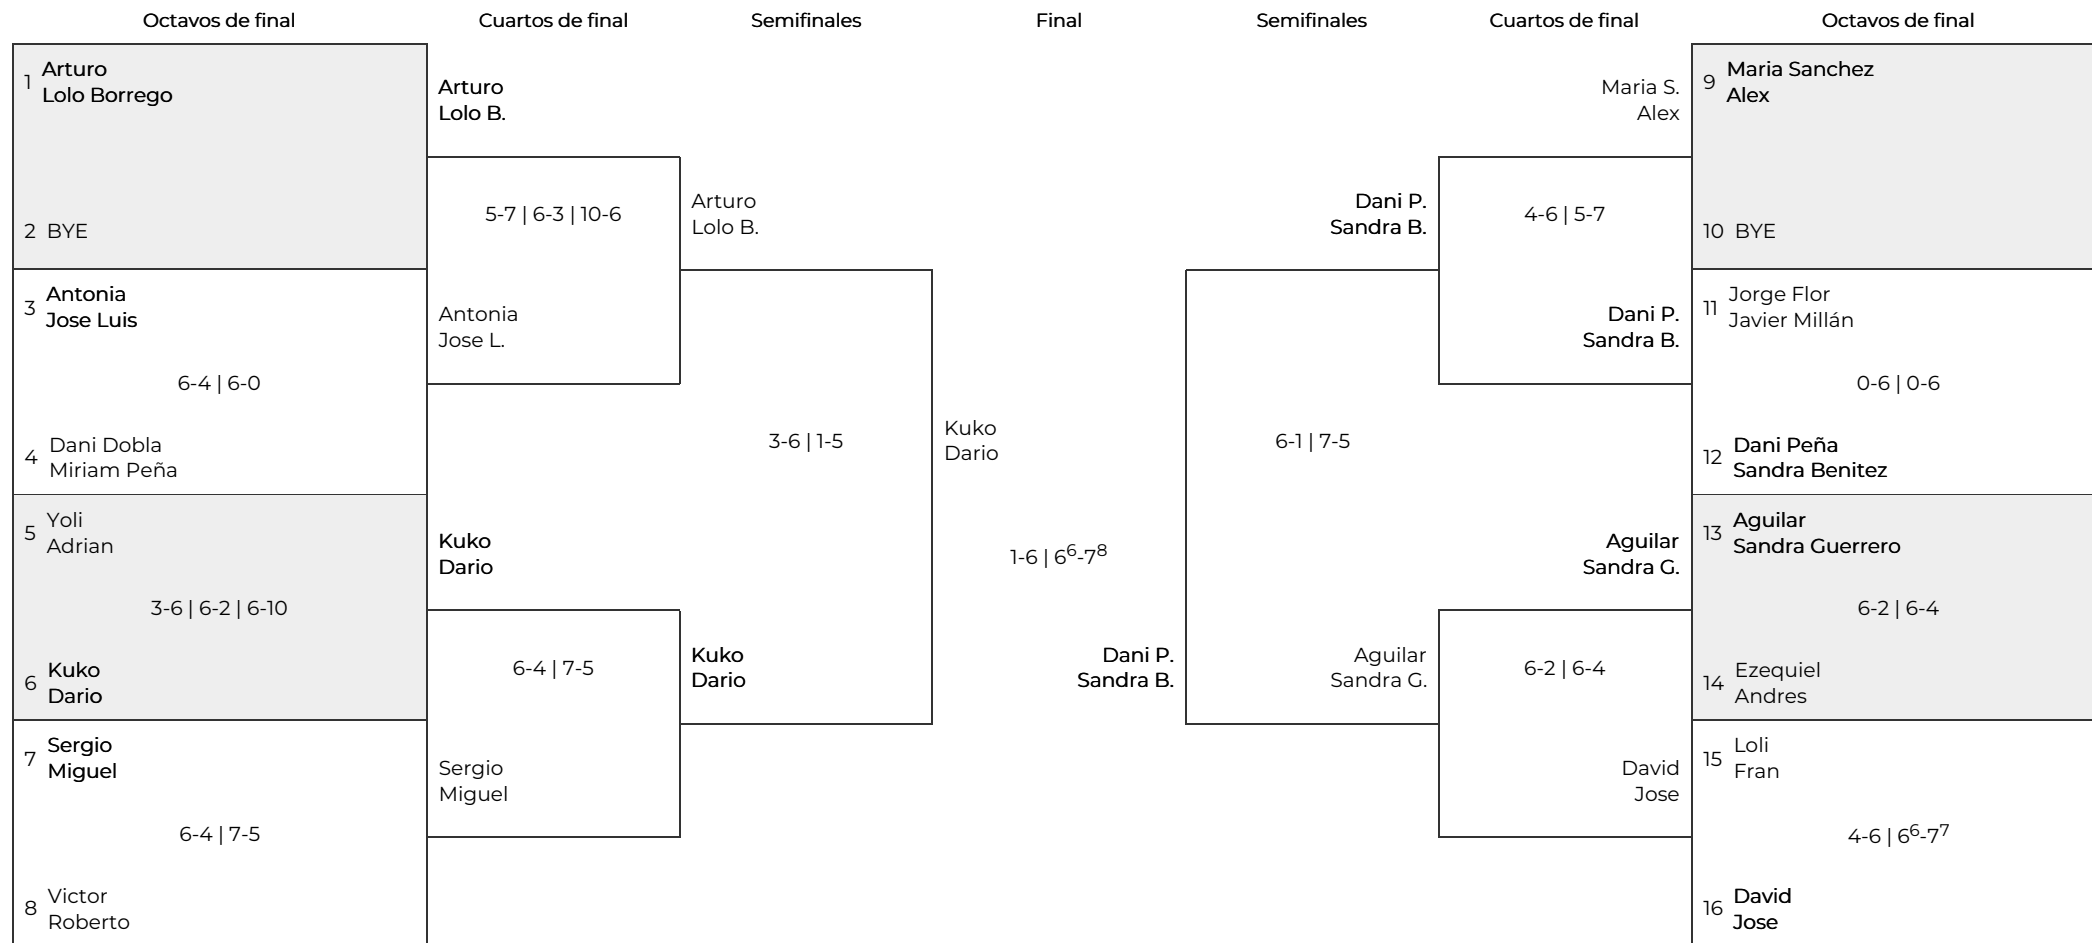 Octavos de final
Cuartos de final
Semifinales
Final
Semifinales
Cuartos de final
Octavos de final
1
Arturo
Lolo Borrego
2 BYE
3
Antonia
Jose Luis
6-4 | 6-0
4
Dani Dobla
Miriam Peña
5
Yoli
Adrian
3-6 | 6-2 | 6-10
6
Kuko
Dario
7
Sergio
Miguel
6-4 | 7-5
8
Victor
Roberto
Arturo
Lolo B.
5-7 | 6-3 | 10-6
Antonia
Jose L.
Kuko
Dario
6-4 | 7-5
Sergio
Miguel
Arturo
Lolo B.
3-6 | 1-5
Kuko
Dario
Kuko
Dario
1-6 | 6⁶-7⁸
Dani P.
Sandra B.
Dani P.
Sandra B.
6-1 | 7-5
Aguilar
Sandra G.
Maria S.
Alex
4-6 | 5-7
Dani P.
Sandra B.
Aguilar
Sandra G.
6-2 | 6-4
David
Jose
9
Maria Sanchez
Alex
10 BYE
11
Jorge Flor
Javier Millán
0-6 | 0-6
12
Dani Peña
Sandra Benitez
13
Aguilar
Sandra Guerrero
6-2 | 6-4
14
Ezequiel
Andres
15
Loli
Fran
4-6 | 6⁶-7⁷
16
David
Jose